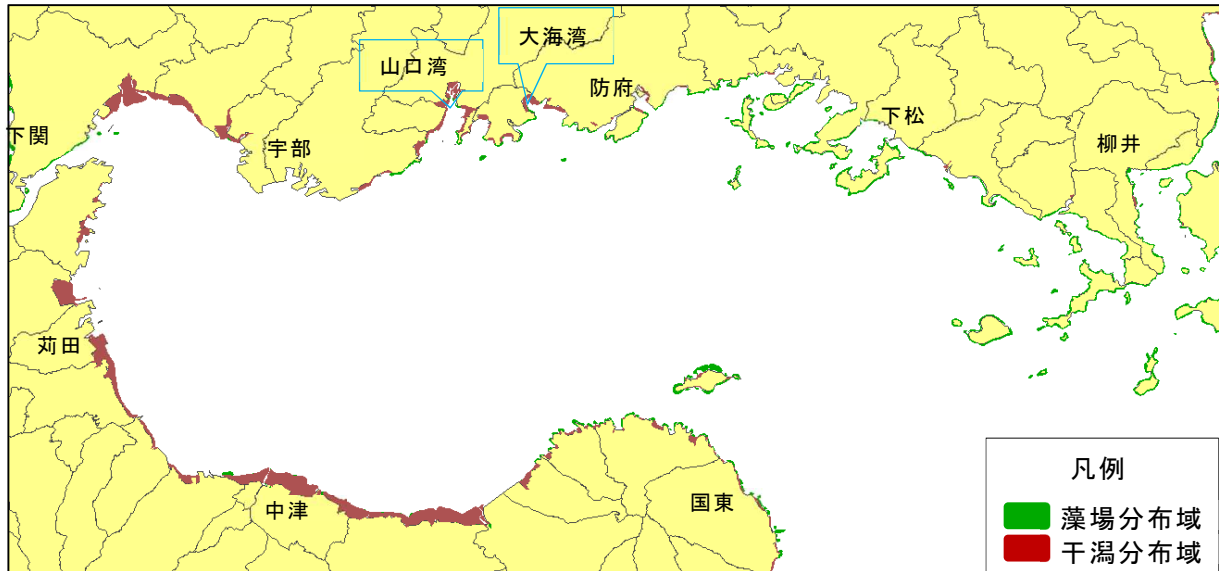 大海湾
山口湾
防府
下関
宇部
下松
柳井
苅田
中津
国東
凡例
藻場分布域
干潟分布域